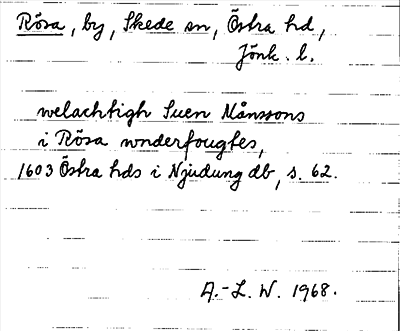 Rösa, by, Skede sn, Östra hd,
Jönk. l.
welachtigh Suen Månssons
i Rösa wnderfougtes,
1603 Östra hds i Njudung db, s. 62.
A.-L. W. 1968.